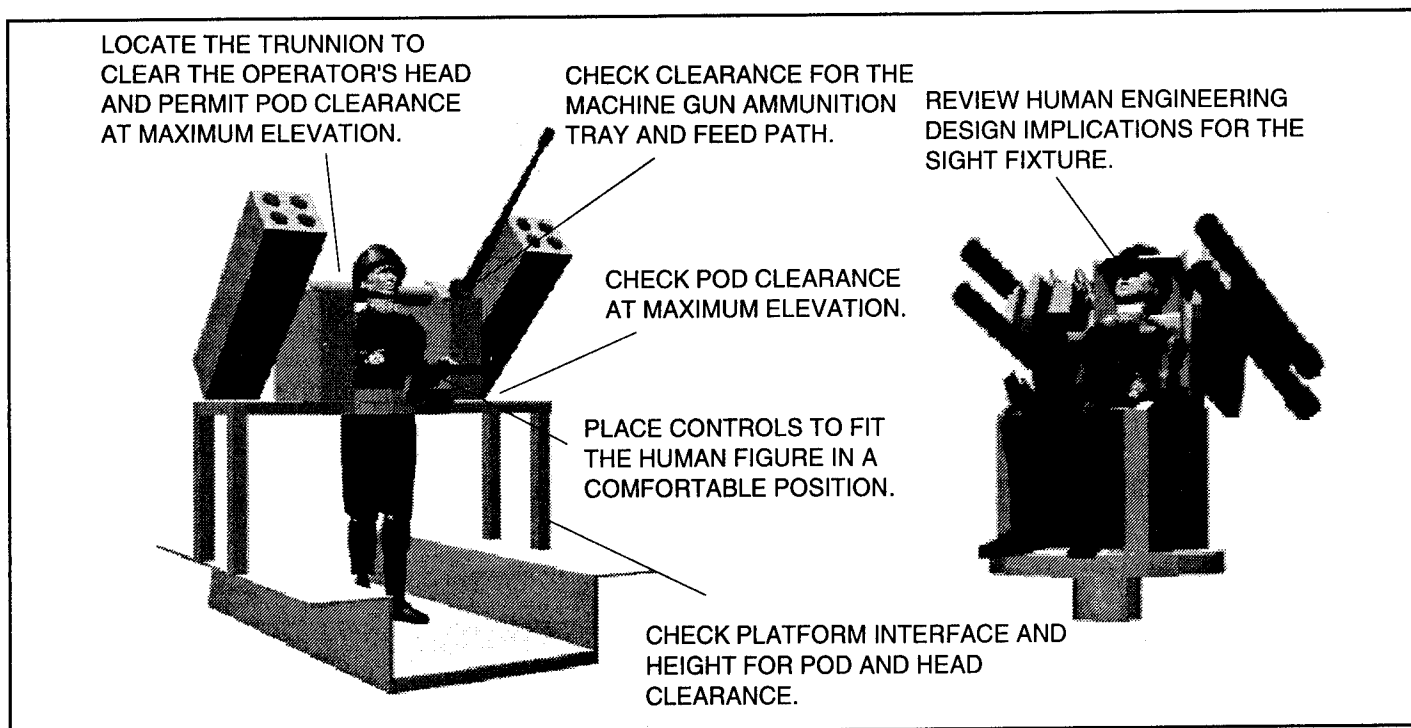 LOCATE THE TRUNNION TO
CLEAR THE OPERATOR'S HEAD
AND PERMIT POD CLEARANCE
AT MAXIMUM ELEVATION.
CHECK CLEARANCE FOR THE
MACHINE GUN AMMUNITION
TRAY AND FEED PATH.
REVIEW HUMAN ENGINEERING
DESIGN IMPLICATIONS FOR THE
SIGHT FIXTURE.
CHECK POD CLEARANCE
AT MAXIMUM ELEVATION.
PLACE CONTROLS TO FIT
THE HUMAN FIGURE IN A
COMFORTABLE POSITION.
CHECK PLATFORM INTERFACE AND
HEIGHT FOR POD AND HEAD
CLEARANCE.